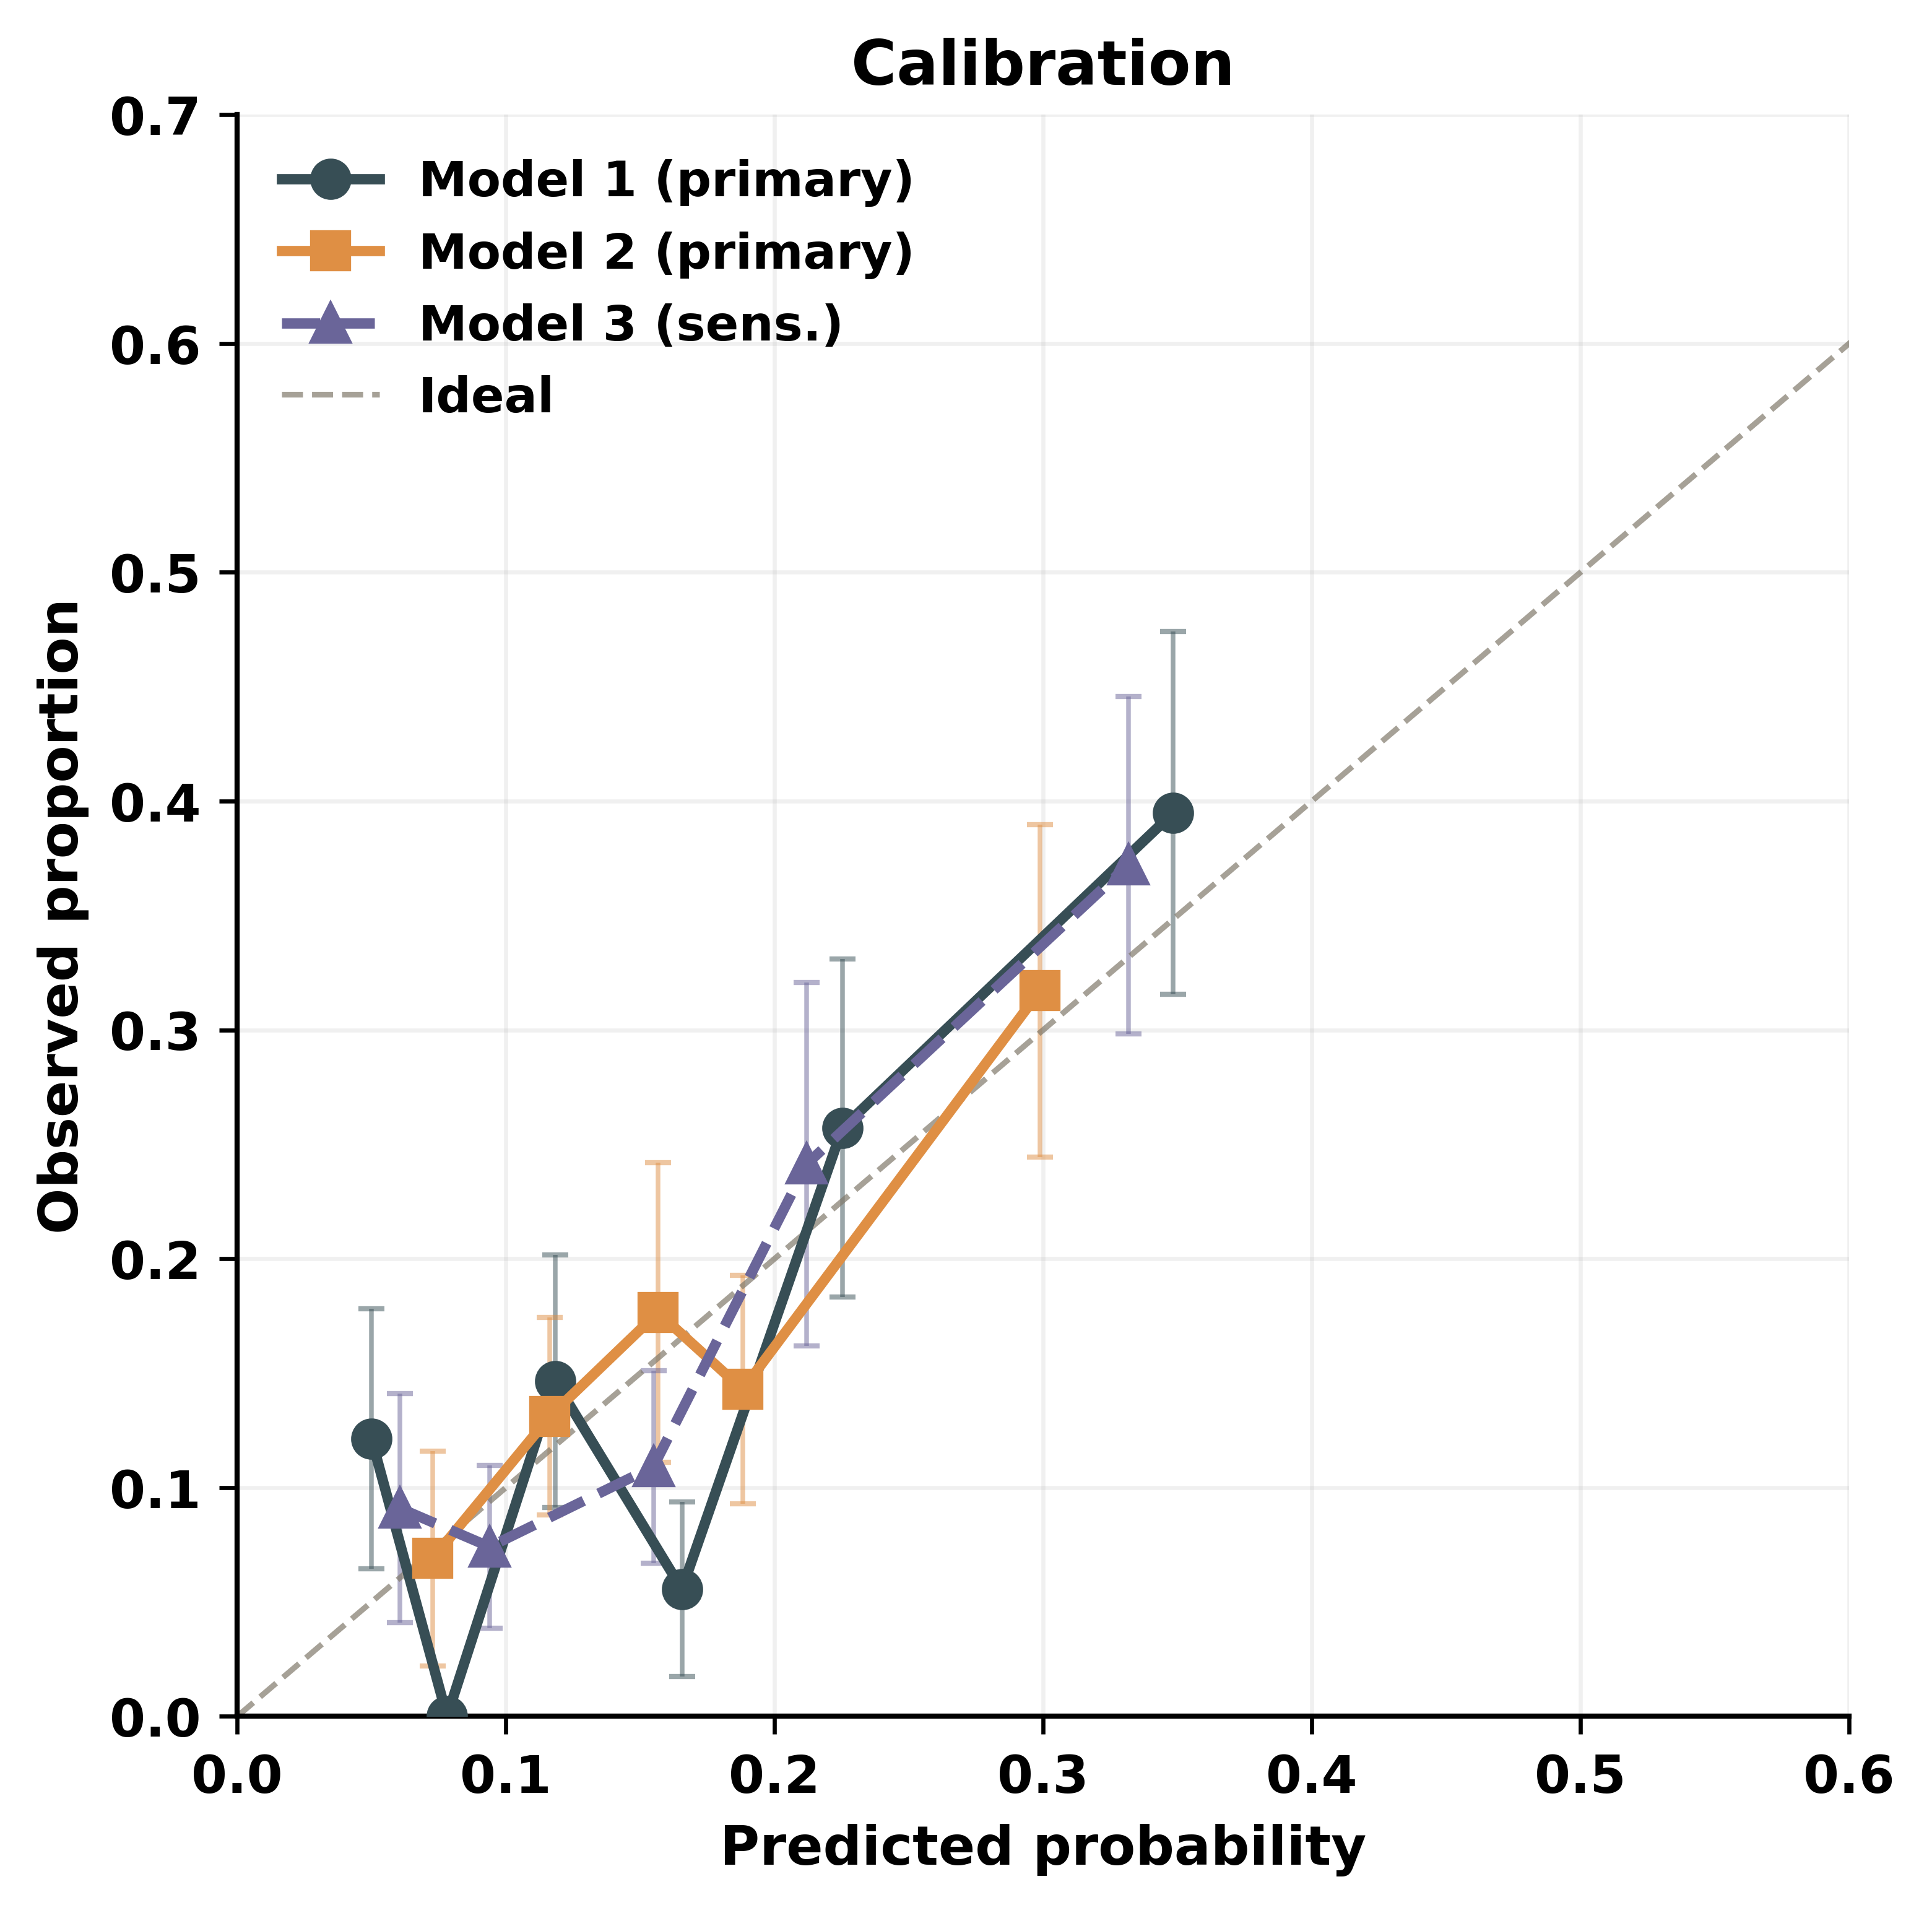 Calibration
0.7
0.6
0.5
0.4
0.3
0.2
0.1
0.0
Observed proportion
Model 1 (primary)
Model 2 (primary)
Model 3 (sens.)
Ideal
0.0 0.1 0.2 0.3 0.4 0.5 0.6
Predicted probability